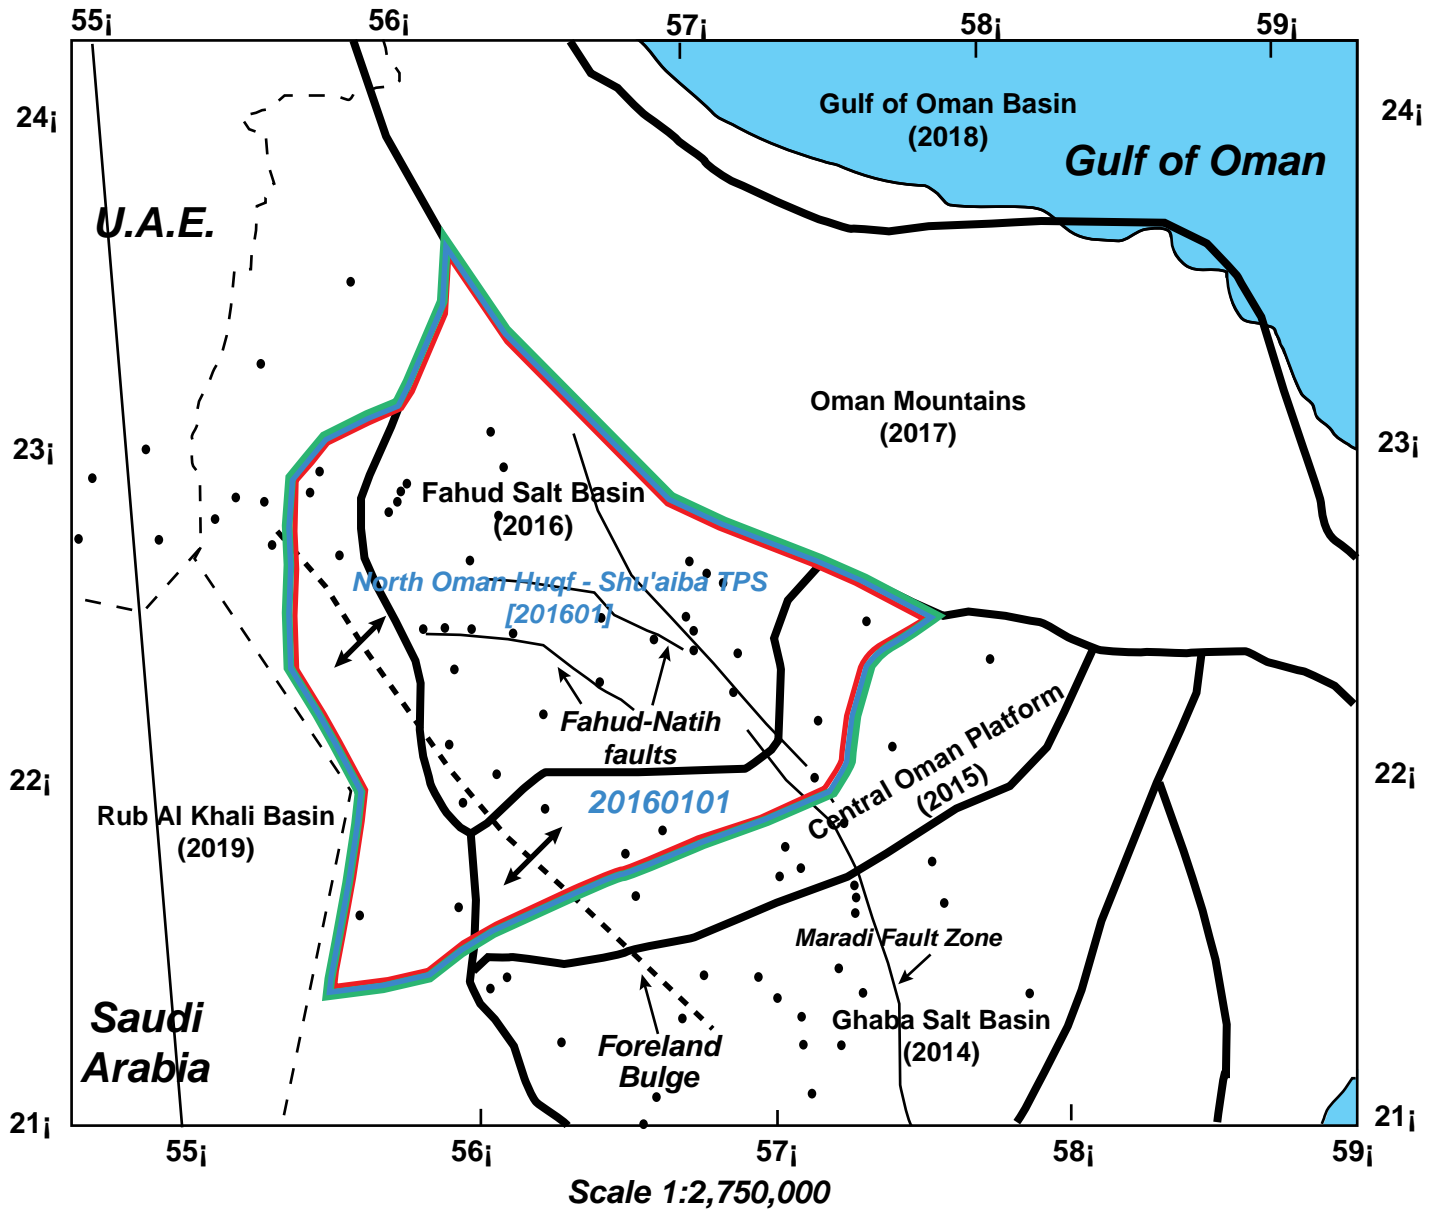 55¡ 56¡ 57¡ 58¡ 59¡
24¡
24¡
Gulf of Oman Basin
(2018)
Gulf of Oman
U.A.E.
Oman Mountains
(2017)
23¡
23¡
Fahud Salt Basin
(2016)
North Oman Huqf - Shu'aiba TPS
[201601]
Fahud-Natih
faults
Central Oman Platform
(2015)
22¡
22¡
20160101
Rub Al Khali Basin
(2019)
Maradi Fault Zone
Saudi
Arabia
Ghaba Salt Basin
(2014)
Foreland
Bulge
21¡
21¡
55¡ 56¡ 57¡ 58¡ 59¡
Scale 1:2,750,000